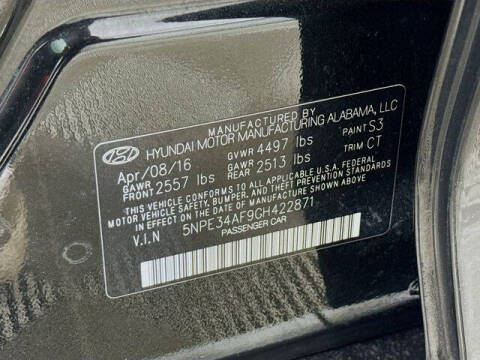 MANUFACTURED BY
HYUNDAI MOTOR MANUFACTURING ALABAMA, LLC
Apr/08/16 GVWR 4497 lbs PAINT S3
GAWR FRONT 2557 lbs GAWR REAR 2513 lbs TRIM CT
THIS VEHICLE CONFORMS TO ALL APPLICABLE U.S.A. FEDERAL
MOTOR VEHICLE SAFETY, BUMPER, AND THEFT PREVENTION STANDARDS
IN EFFECT ON THE DATE OF MANUFACTURE SHOWN ABOVE.
V.I.N 5NPE34AF9GH422871
PASSENGER CAR